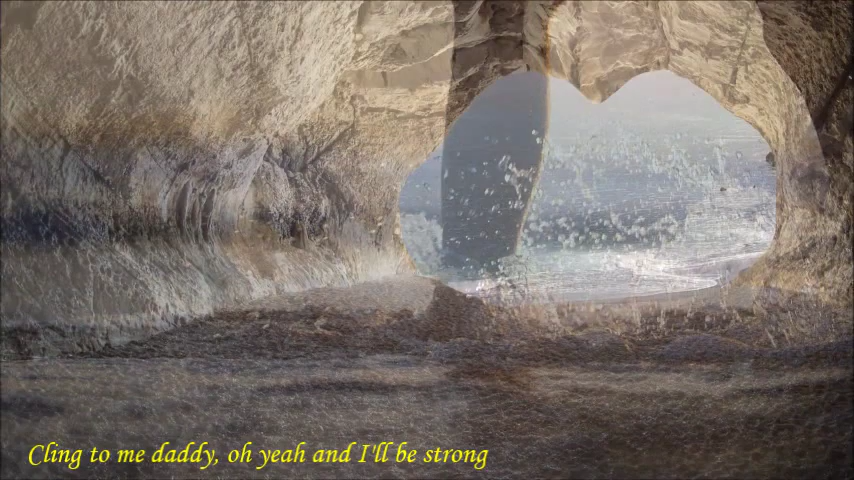 Cling to me daddy, oh yeah and I'll be strong